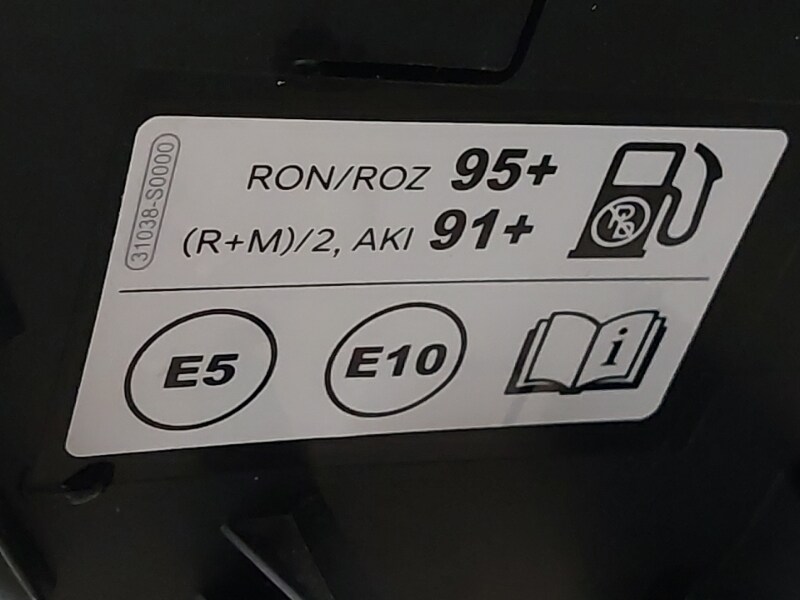 31038-S0000
RON/ROZ 95+
(R+M)/2, AKI 91+
E5
E10
i